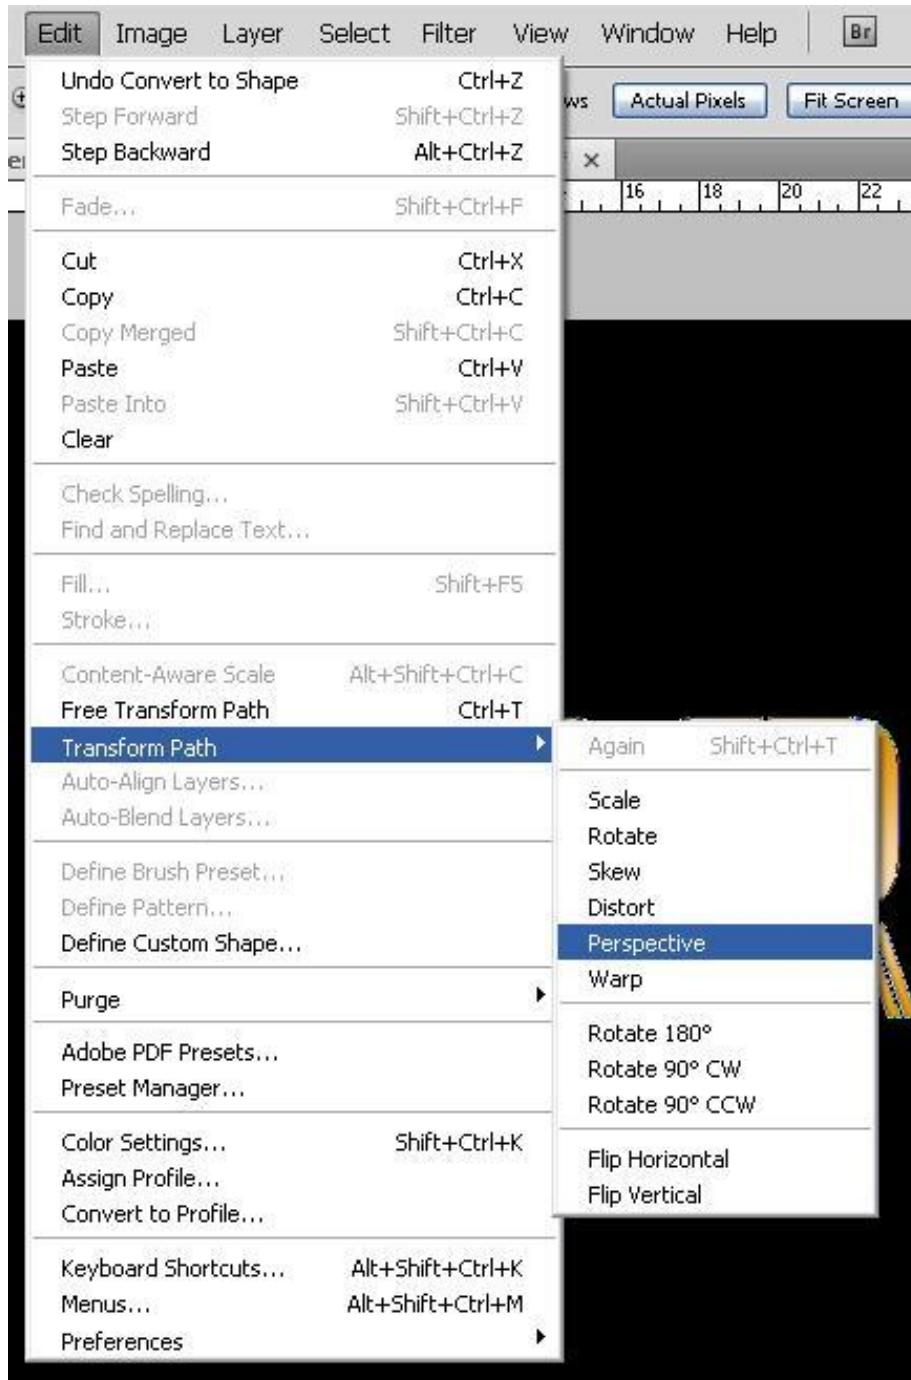 Edit Image Layer Select Filter View Window Help Br
Actual Pixels Fit Screen
16 18 20 22
Undo Convert to Shape Ctrl+Z
Step Forward Shift+Ctrl+Z
Step Backward Alt+Ctrl+Z
Fade... Shift+Ctrl+F
Cut Ctrl+X
Copy Ctrl+C
Copy Merged Shift+Ctrl+C
Paste Ctrl+V
Paste Into Shift+Ctrl+V
Clear
Check Spelling...
Find and Replace Text...
Fill... Shift+F5
Stroke...
Content-Aware Scale Alt+Shift+Ctrl+C
Free Transform Path Ctrl+T
Transform Path
Auto-Align Layers...
Auto-Blend Layers...
Define Brush Preset...
Define Pattern...
Define Custom Shape...
Purge
Adobe PDF Presets...
Preset Manager...
Color Settings... Shift+Ctrl+K
Assign Profile...
Convert to Profile...
Keyboard Shortcuts... Alt+Shift+Ctrl+K
Menus... Alt+Shift+Ctrl+M
Preferences
Again Shift+Ctrl+T
Scale
Rotate
Skew
Distort
Perspective
Warp
Rotate 180°
Rotate 90° CW
Rotate 90° CCW
Flip Horizontal
Flip Vertical